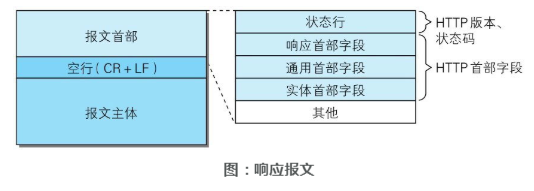 报文首部
空行（CR + LF）
报文主体
状态行
响应首部字段
通用首部字段
实体首部字段
其他
HTTP 版本、
状态码
HTTP 首部字段
图：响应报文